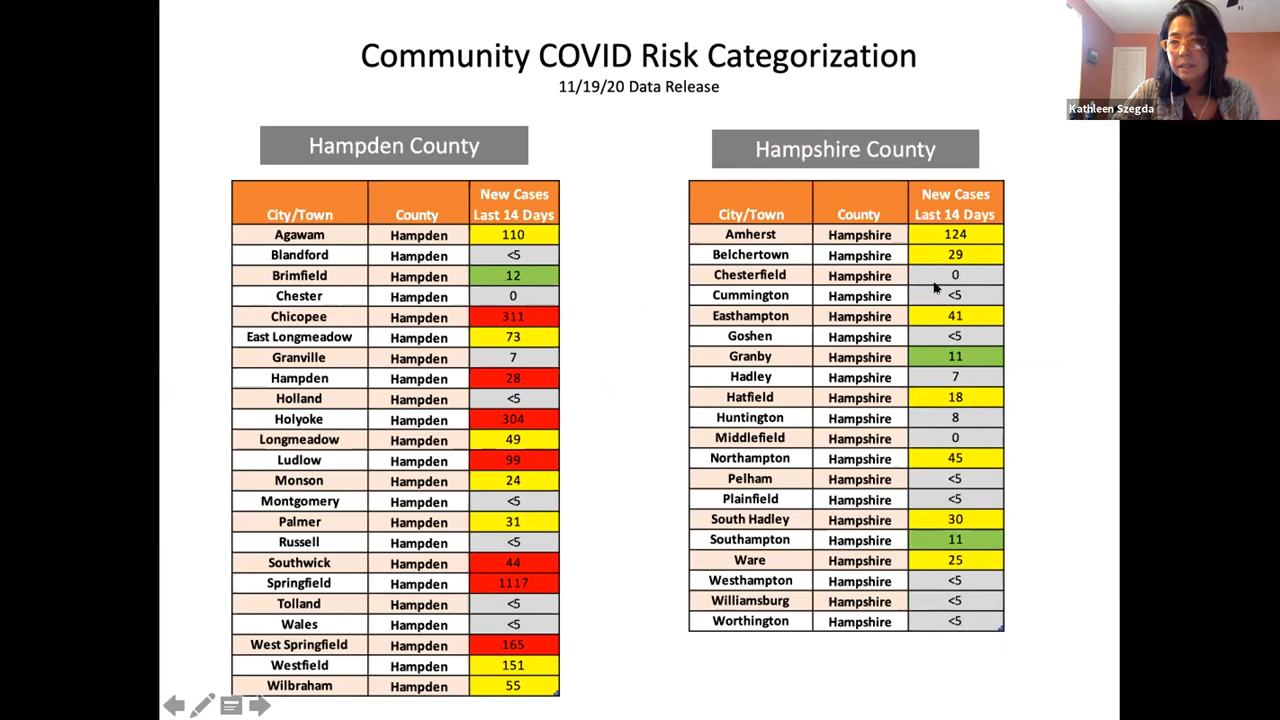 Community COVID Risk Categorization
11/19/20 Data Release
Kathleen Szegda
Hampden County
City/Town County New Cases Last 14 Days
Agawam Hampden 110
Blandford Hampden <5
Brimfield Hampden 12
Chester Hampden 0
Chicopee Hampden 311
East Longmeadow Hampden 73
Granville Hampden 7
Hampden Hampden 28
Holland Hampden <5
Holyoke Hampden 304
Longmeadow Hampden 49
Ludlow Hampden 99
Monson Hampden 24
Montgomery Hampden <5
Palmer Hampden 31
Russell Hampden <5
Southwick Hampden 44
Springfield Hampden 1117
Tolland Hampden <5
Wales Hampden <5
West Springfield Hampden 165
Westfield Hampden 151
Wilbraham Hampden 55
Hampshire County
City/Town County New Cases Last 14 Days
Amherst Hampshire 124
Belchertown Hampshire 29
Chesterfield Hampshire 0
Cummington Hampshire <5
Easthampton Hampshire 41
Goshen Hampshire <5
Granby Hampshire 11
Hadley Hampshire 7
Hatfield Hampshire 18
Huntington Hampshire 8
Middlefield Hampshire 0
Northampton Hampshire 45
Pelham Hampshire <5
Plainfield Hampshire <5
South Hadley Hampshire 30
Southampton Hampshire 11
Ware Hampshire 25
Westhampton Hampshire <5
Williamsburg Hampshire <5
Worthington Hampshire <5